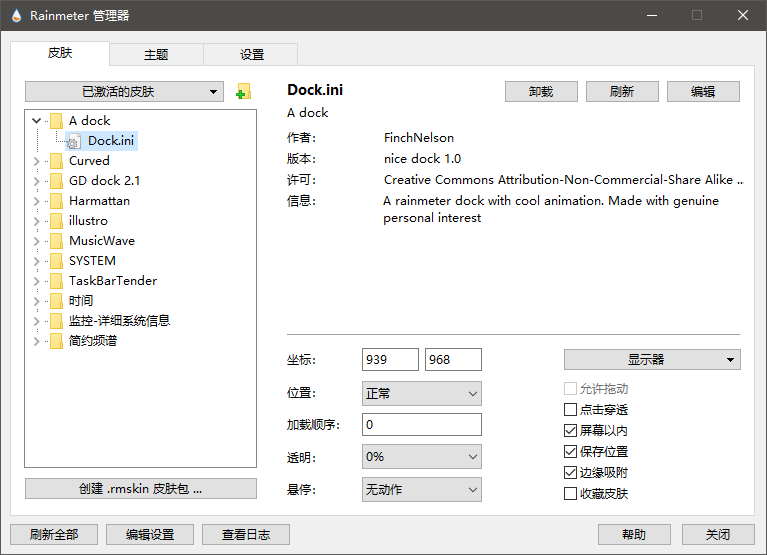 Rainmeter 管理器
皮肤
主题
设置
已激活的皮肤
A dock
Dock.ini
Curved
GD dock 2.1
Harmattan
illustro
MusicWave
SYSTEM
TaskBarTender
时间
监控-详细系统信息
简约频谱
创建 .rmskin 皮肤包 ...
Dock.ini
卸载
刷新
编辑
A dock
作者: FinchNelson
版本: nice dock 1.0
许可: Creative Commons Attribution-Non-Commercial-Share Alike ...
信息: A rainmeter dock with cool animation. Made with genuine
personal interest
坐标: 939 968
位置: 正常
加载顺序: 0
透明: 0%
悬停: 无动作
显示器
允许拖动
点击穿透
屏幕以内
保存位置
边缘吸附
收藏皮肤
刷新全部
编辑设置
查看日志
帮助
关闭